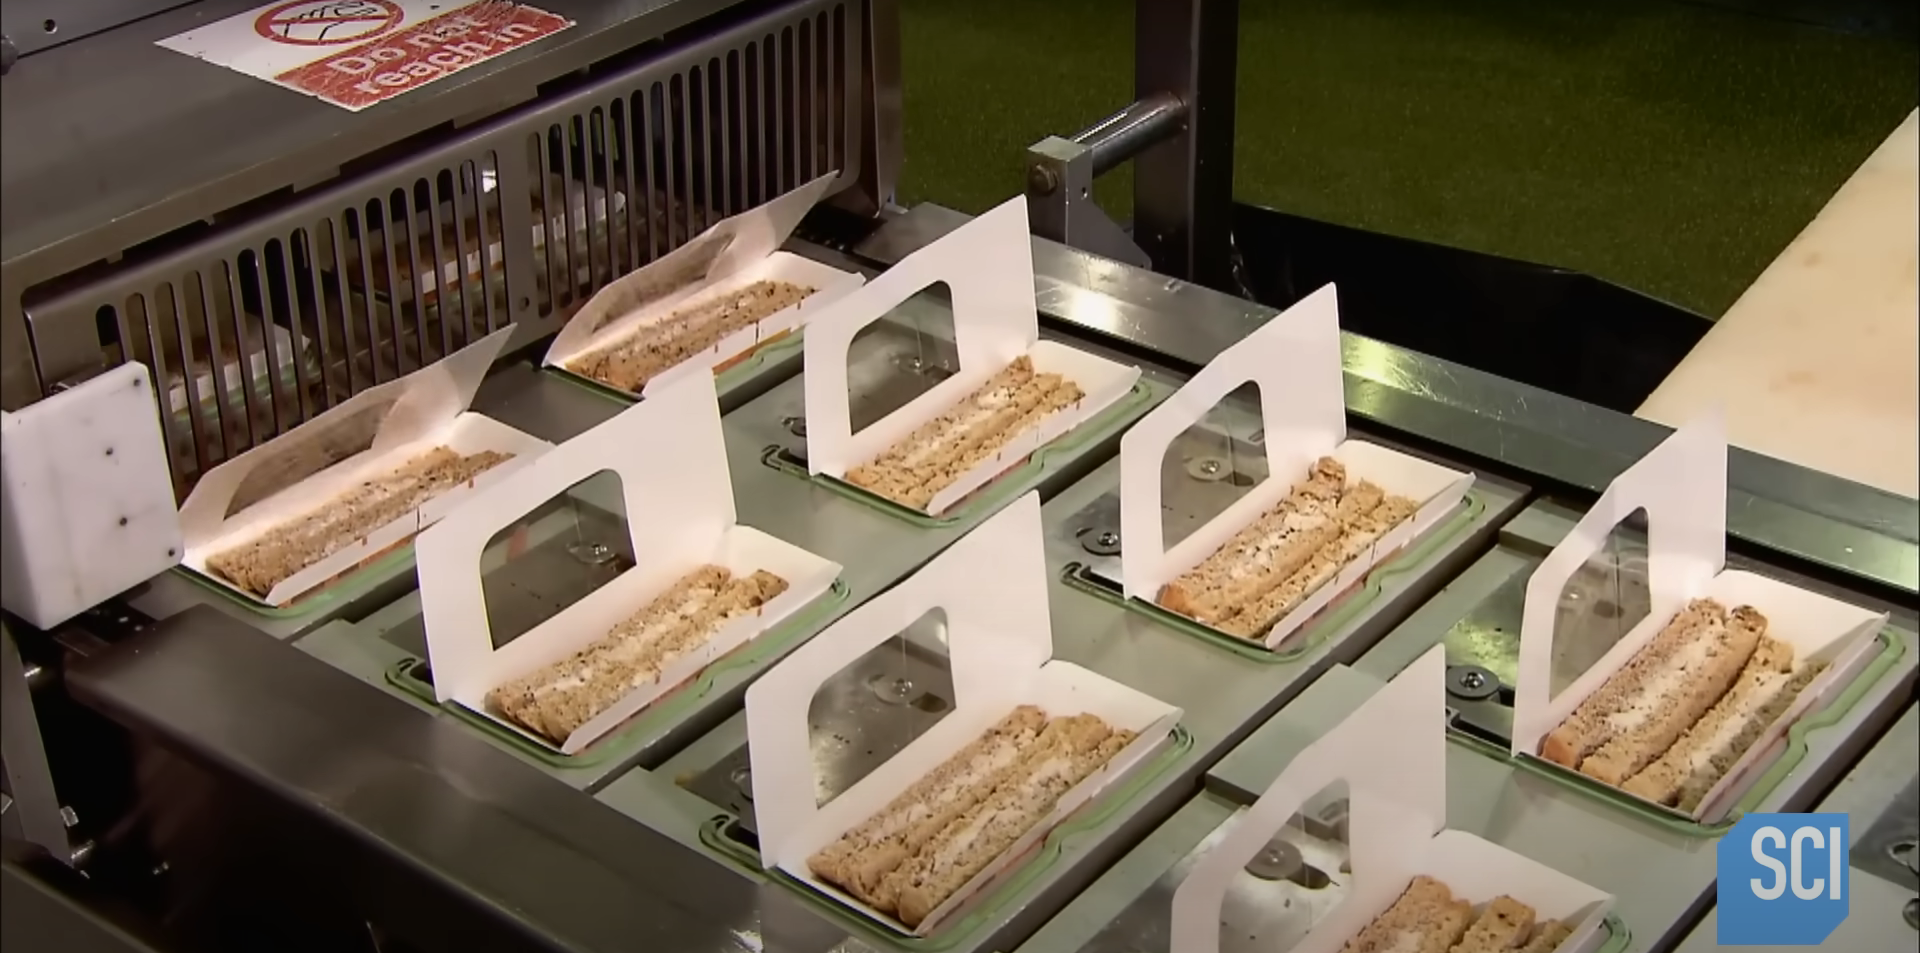 Do not
reach in
SCI